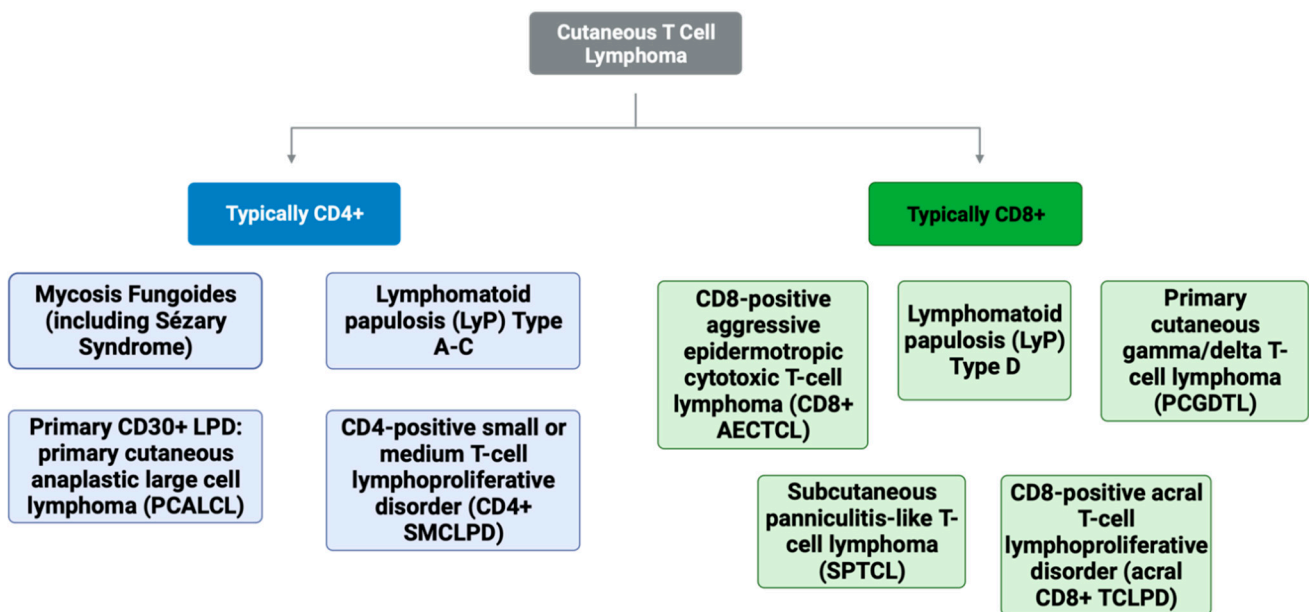 Cutaneous T Cell
Lymphoma
Typically CD4+
Typically CD8+
Mycosis Fungoides
(including Sézary
Syndrome)
Lymphomatoid
papulosis (LyP) Type
A-C
Primary CD30+ LPD:
primary cutaneous
anaplastic large cell
lymphoma (PCALCL)
CD4-positive small or
medium T-cell
lymphoproliferative
disorder (CD4+
SMCLPD)
CD8-positive
aggressive
epidermotropic
cytotoxic T-cell
lymphoma (CD8+
AECTCL)
Lymphomatoid
papulosis (LyP)
Type D
Primary
cutaneous
gamma/delta T-
cell lymphoma
(PCGDTL)
Subcutaneous
panniculitis-like T-
cell lymphoma
(SPTCL)
CD8-positive acral
T-cell
lymphoproliferative
disorder (acral
CD8+ TCLPD)